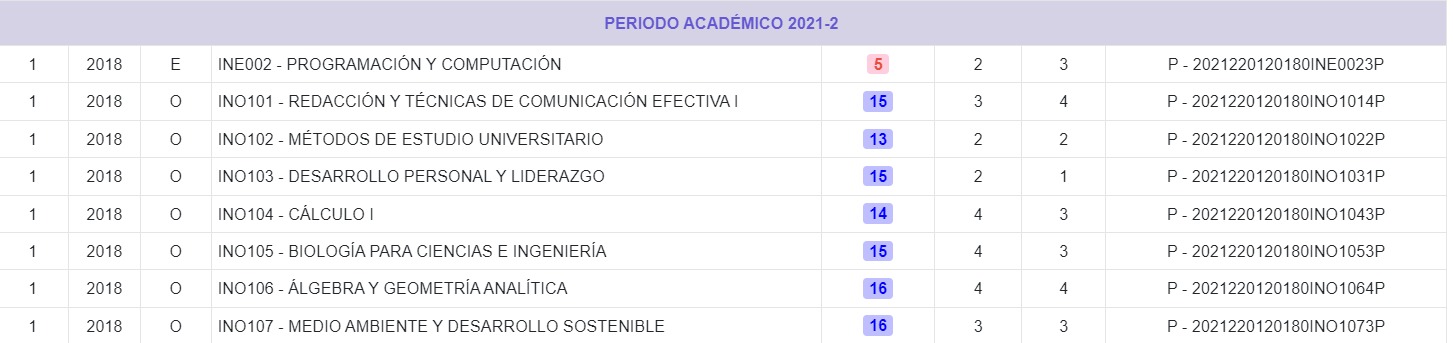 PERIODO ACADÉMICO 2021-2
1 2018 E INE002 - PROGRAMACIÓN Y COMPUTACIÓN 5 2 3 P - 2021220120180INE0023P
1 2018 O INO101 - REDACCIÓN Y TÉCNICAS DE COMUNICACIÓN EFECTIVA I 15 3 4 P - 2021220120180INO1014P
1 2018 O INO102 - MÉTODOS DE ESTUDIO UNIVERSITARIO 13 2 2 P - 2021220120180INO1022P
1 2018 O INO103 - DESARROLLO PERSONAL Y LIDERAZGO 15 2 1 P - 2021220120180INO1031P
1 2018 O INO104 - CÁLCULO I 14 4 3 P - 2021220120180INO1043P
1 2018 O INO105 - BIOLOGÍA PARA CIENCIAS E INGENIERÍA 15 4 3 P - 2021220120180INO1053P
1 2018 O INO106 - ÁLGEBRA Y GEOMETRÍA ANALÍTICA 16 4 4 P - 2021220120180INO1064P
1 2018 O INO107 - MEDIO AMBIENTE Y DESARROLLO SOSTENIBLE 16 3 3 P - 2021220120180INO1073P